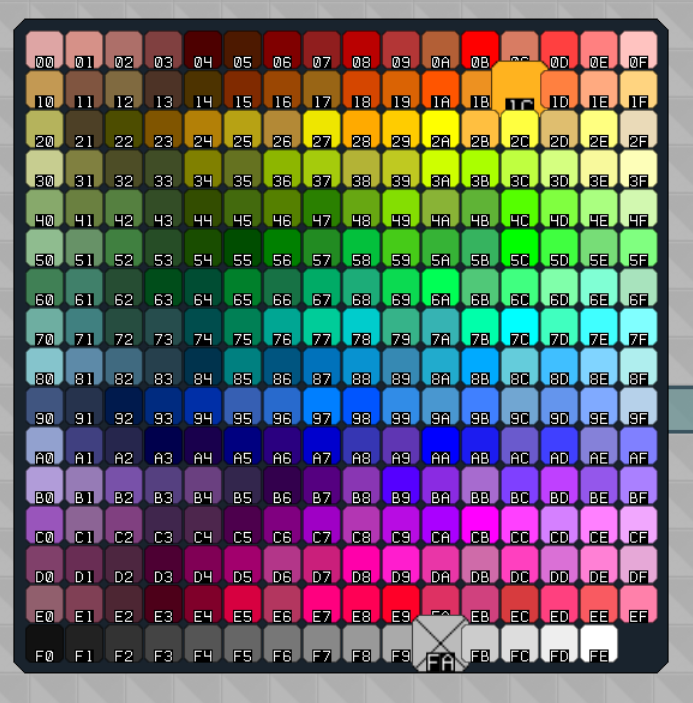 00 01 02 03 04 05 06 07 08 09 0A 0B 0C 0D 0E 0F
10 11 12 13 14 15 16 17 18 19 1A 1B 1C 1D 1E 1F
20 21 22 23 24 25 26 27 28 29 2A 2B 2C 2D 2E 2F
30 31 32 33 34 35 36 37 38 39 3A 3B 3C 3D 3E 3F
40 41 42 43 44 45 46 47 48 49 4A 4B 4C 4D 4E 4F
50 51 52 53 54 55 56 57 58 59 5A 5B 5C 5D 5E 5F
60 61 62 63 64 65 66 67 68 69 6A 6B 6C 6D 6E 6F
70 71 72 73 74 75 76 77 78 79 7A 7B 7C 7D 7E 7F
80 81 82 83 84 85 86 87 88 89 8A 8B 8C 8D 8E 8F
90 91 92 93 94 95 96 97 98 99 9A 9B 9C 9D 9E 9F
A0 A1 A2 A3 A4 A5 A6 A7 A8 A9 AA AB AC AD AE AF
B0 B1 B2 B3 B4 B5 B6 B7 B8 B9 BA BB BC BD BE BF
C0 C1 C2 C3 C4 C5 C6 C7 C8 C9 CA CB CC CD CE CF
D0 D1 D2 D3 D4 D5 D6 D7 D8 D9 DA DB DC DD DE DF
E0 E1 E2 E3 E4 E5 E6 E7 E8 E9 EA EB EC ED EE EF
F0 F1 F2 F3 F4 F5 F6 F7 F8 F9 FA FB FC FD FE